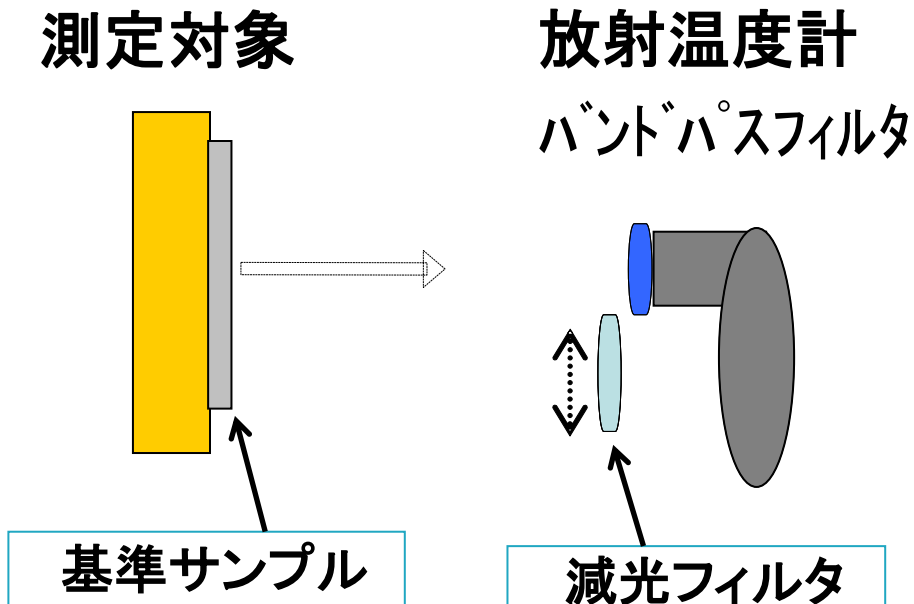 測定対象
放射温度計
ﾊﾞﾝﾄﾞﾊﾟｽﾌｨﾙﾀ
基準サンプル
減光フィルタ